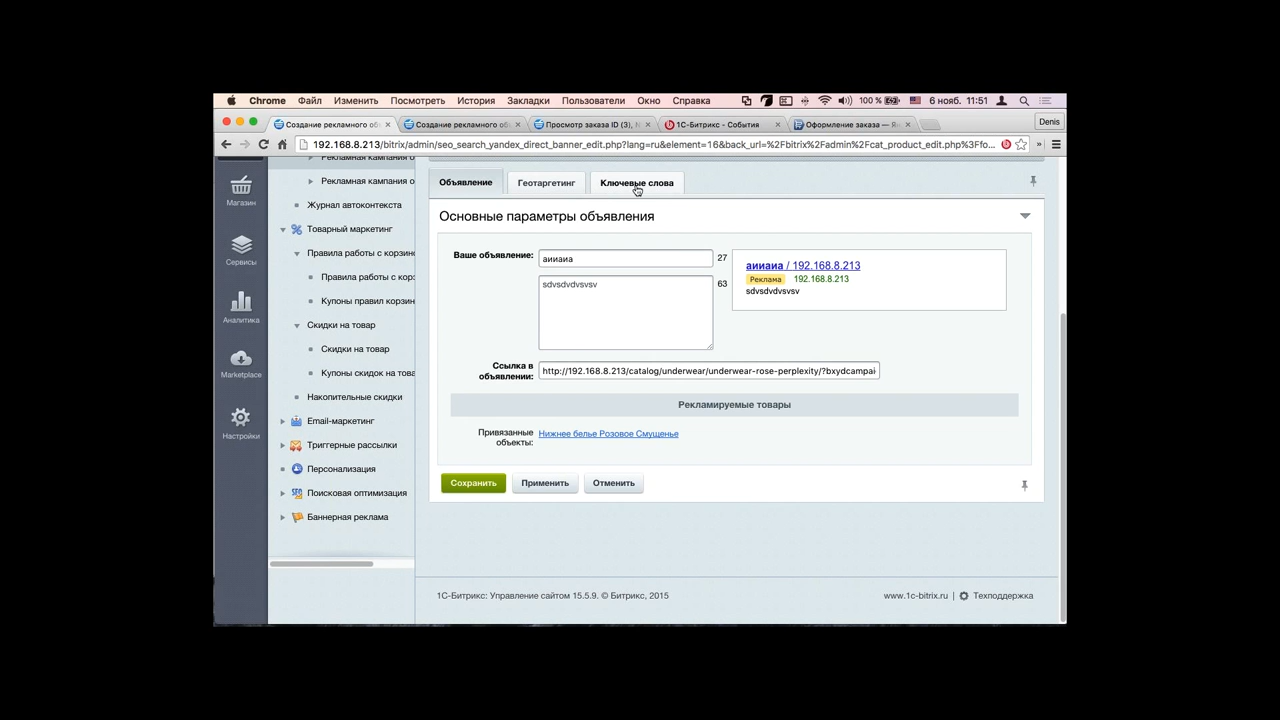 Chrome Файл Изменить Посмотреть История Закладки Пользователи Окно Справка 100 % 6 нояб. 11:51
Создание рекламного об Создание рекламного об Просмотр заказа ID (3), 1С-Битрикс - События Оформление заказа — Denis
192.168.8.213/bitrix/admin/seo_search_yandex_direct_banner_edit.php?lang=ru&element=16&back_url=%2Fbitrix%2Fadmin%2Fcat_product_edit.php%3Ffo...
Магазин
Сервисы
Аналитика
Marketplace
Настройки
Рекламная кампания о
Рекламная кампания о
Журнал автоконтекста
Товарный маркетинг
Правила работы с корзино
Правила работы с корз
Купоны правил корзин
Скидки на товар
Скидки на товар
Купоны скидок на това
Накопительные скидки
Email-маркетинг
Триггерные рассылки
Персонализация
Поисковая оптимизация
Баннерная реклама
Объявление Геотаргетинг Ключевые слова
Основные параметры объявления
Ваше объявление: аиианa 27
sdvsdvdvsvsv 63
аиианa / 192.168.8.213
Реклама 192.168.8.213
sdvsdvdvsvsv
Ссылка в
объявлении: http://192.168.8.213/catalog/underwear/underwear-rose-perplexity/?bxydcampai
Рекламируемые товары
Привязанные
объекты: Нижнее белье Розовое Смущенье
Сохранить Применить Отменить
1С-Битрикс: Управление сайтом 15.5.9. © Битрикс, 2015 www.1c-bitrix.ru | Техподдержка